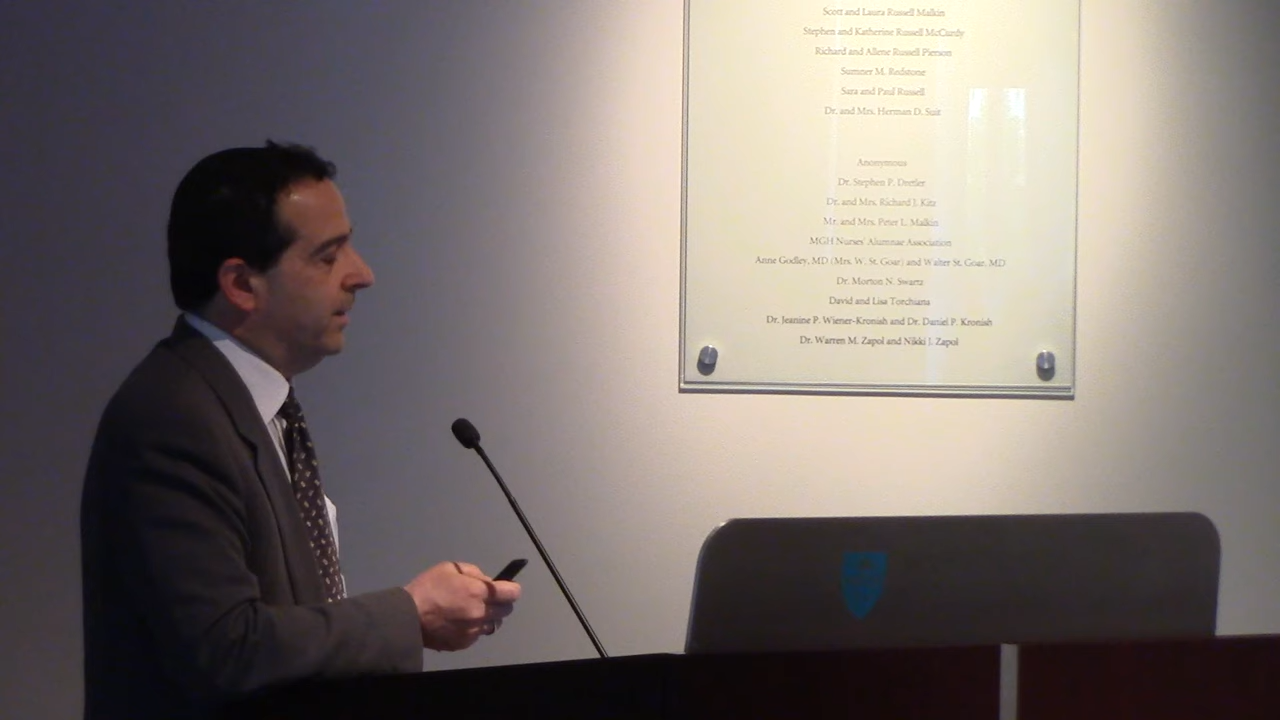 Scott and Laura Russell Malkin
Stephen and Katherine Russell McCurdy
Richard and Allene Russell Pierson
Sumner M. Redstone
Sara and Paul Russell
Dr. and Mrs. Herman D. Suit
Anonymous
Dr. Stephen P. Dretler
Dr. and Mrs. Richard J. Kitz
Mr. and Mrs. Peter L. Malkin
MGH Nurses' Alumnae Association
Anne Godley, MD (Mrs. W. St. Goar) and Walter St. Goar, MD
Dr. Morton N. Swartz
David and Lisa Torchiana
Dr. Jeanine P. Wiener-Kronish and Dr. Daniel P. Kronish
Dr. Warren M. Zapol and Nikki J. Zapol